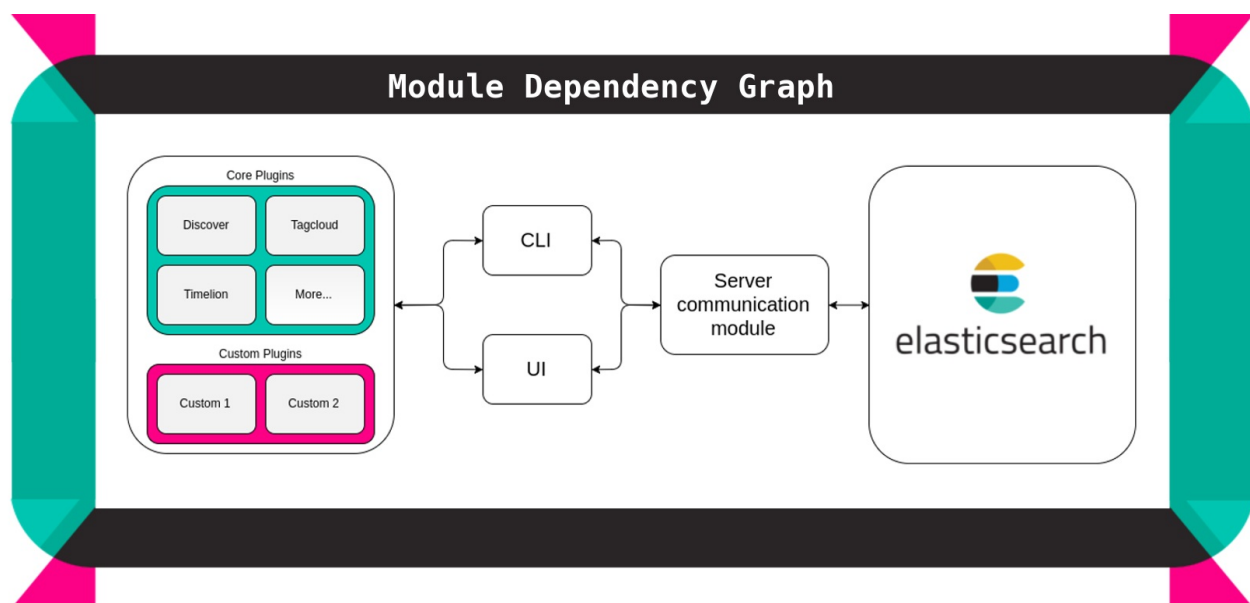 Module Dependency Graph
Core Plugins
Discover
Tagcloud
Timelion
More...
Custom Plugins
Custom 1
Custom 2
CLI
UI
Server
communication
module
elasticsearch